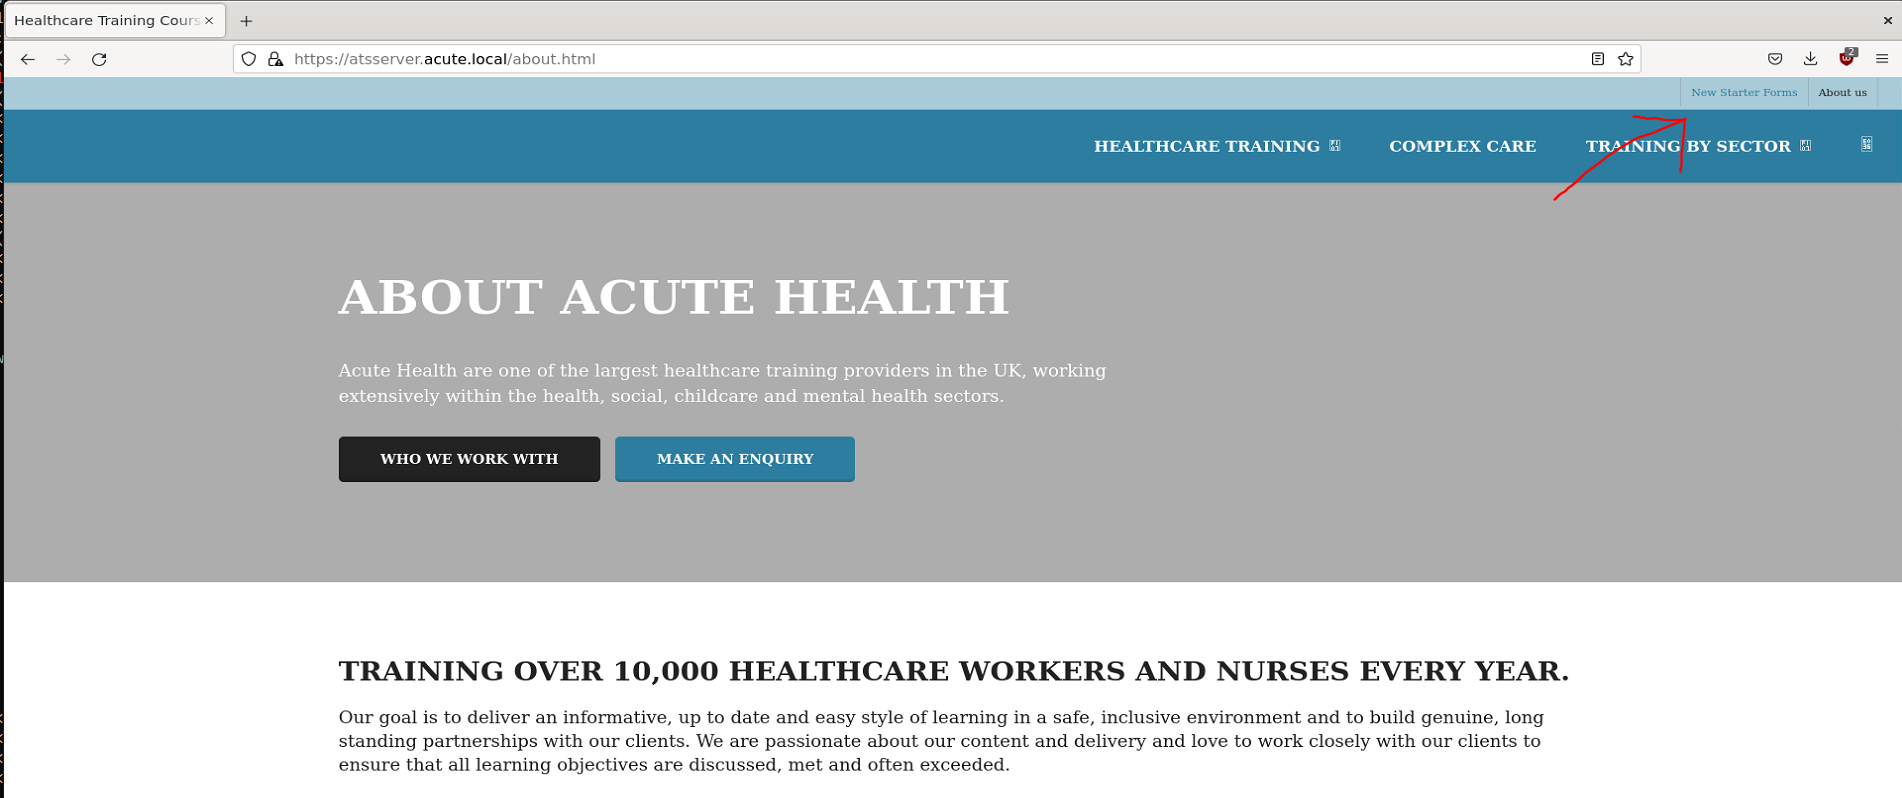 Healthcare Training Cours
https://atsserver.acute.local/about.html
2
New Starter Forms
About us
HEALTHCARE TRAINING
COMPLEX CARE
TRAINING BY SECTOR
ABOUT ACUTE HEALTH
Acute Health are one of the largest healthcare training providers in the UK, working
extensively within the health, social, childcare and mental health sectors.
WHO WE WORK WITH
MAKE AN ENQUIRY
TRAINING OVER 10,000 HEALTHCARE WORKERS AND NURSES EVERY YEAR.
Our goal is to deliver an informative, up to date and easy style of learning in a safe, inclusive environment and to build genuine, long
standing partnerships with our clients. We are passionate about our content and delivery and love to work closely with our clients to
ensure that all learning objectives are discussed, met and often exceeded.